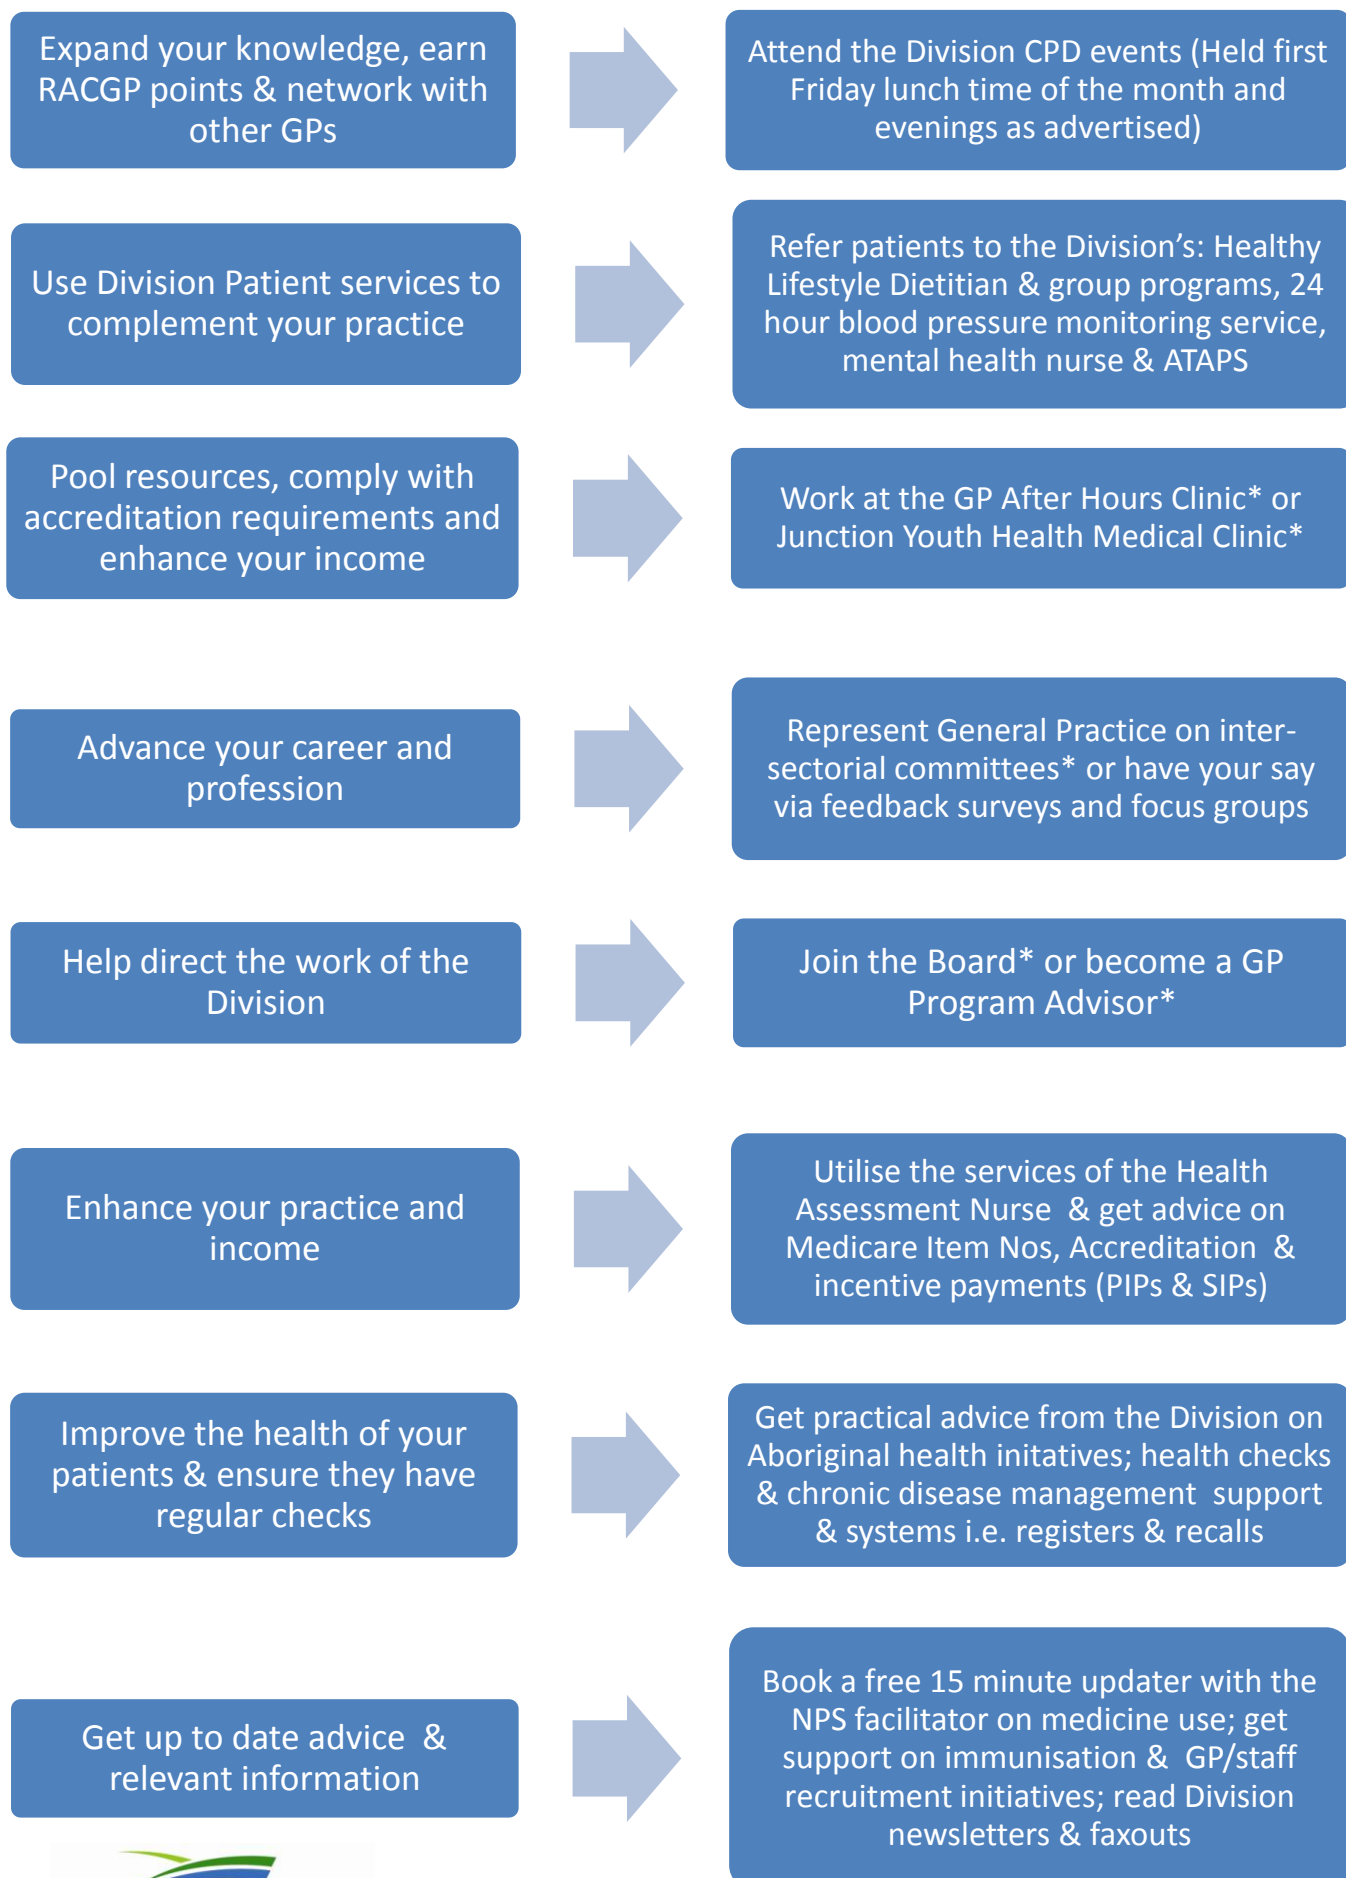 Expand your knowledge, earn
RACGP points & network with
other GPs
Attend the Division CPD events (Held first
Friday lunch time of the month and
evenings as advertised)
Use Division Patient services to
complement your practice
Refer patients to the Division’s: Healthy
Lifestyle Dietitian & group programs, 24
hour blood pressure monitoring service,
mental health nurse & ATAPS
Pool resources, comply with
accreditation requirements and
enhance your income
Work at the GP After Hours Clinic* or
Junction Youth Health Medical Clinic*
Advance your career and
profession
Represent General Practice on inter-
sectorial committees* or have your say
via feedback surveys and focus groups
Help direct the work of the
Division
Join the Board* or become a GP
Program Advisor*
Enhance your practice and
income
Utilise the services of the Health
Assessment Nurse & get advice on
Medicare Item Nos, Accreditation &
incentive payments (PIPs & SIPs)
Improve the health of your
patients & ensure they have
regular checks
Get practical advice from the Division on
Aboriginal health initatives; health checks
& chronic disease management support
& systems i.e. registers & recalls
Get up to date advice &
relevant information
Book a free 15 minute updater with the
NPS facilitator on medicine use; get
support on immunisation & GP/staff
recruitment initiatives; read Division
newsletters & faxouts